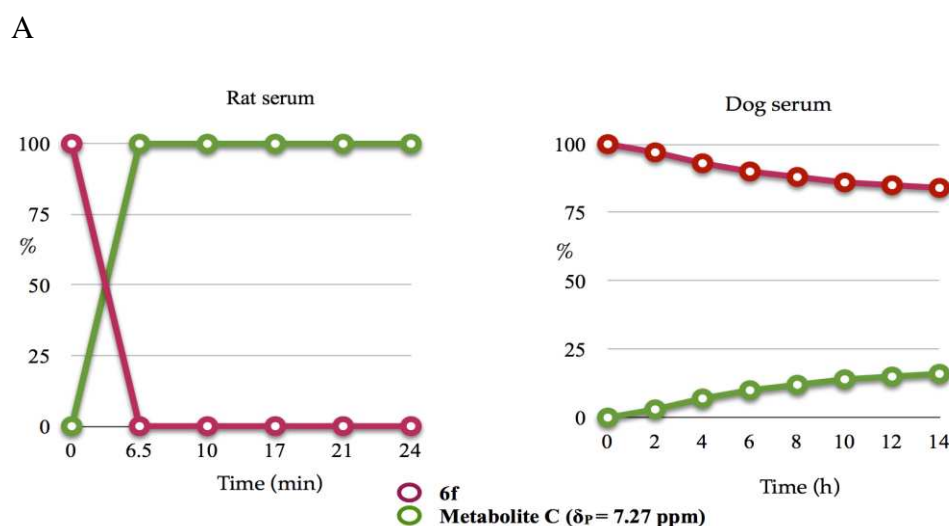 A
Rat serum
100
75
%
50
25
0
0 6.5 10 17 21 24
Time (min)
Dog serum
100
75
%
50
25
0
0 2 4 6 8 10 12 14
Time (h)
6f
Metabolite C (δP = 7.27 ppm)